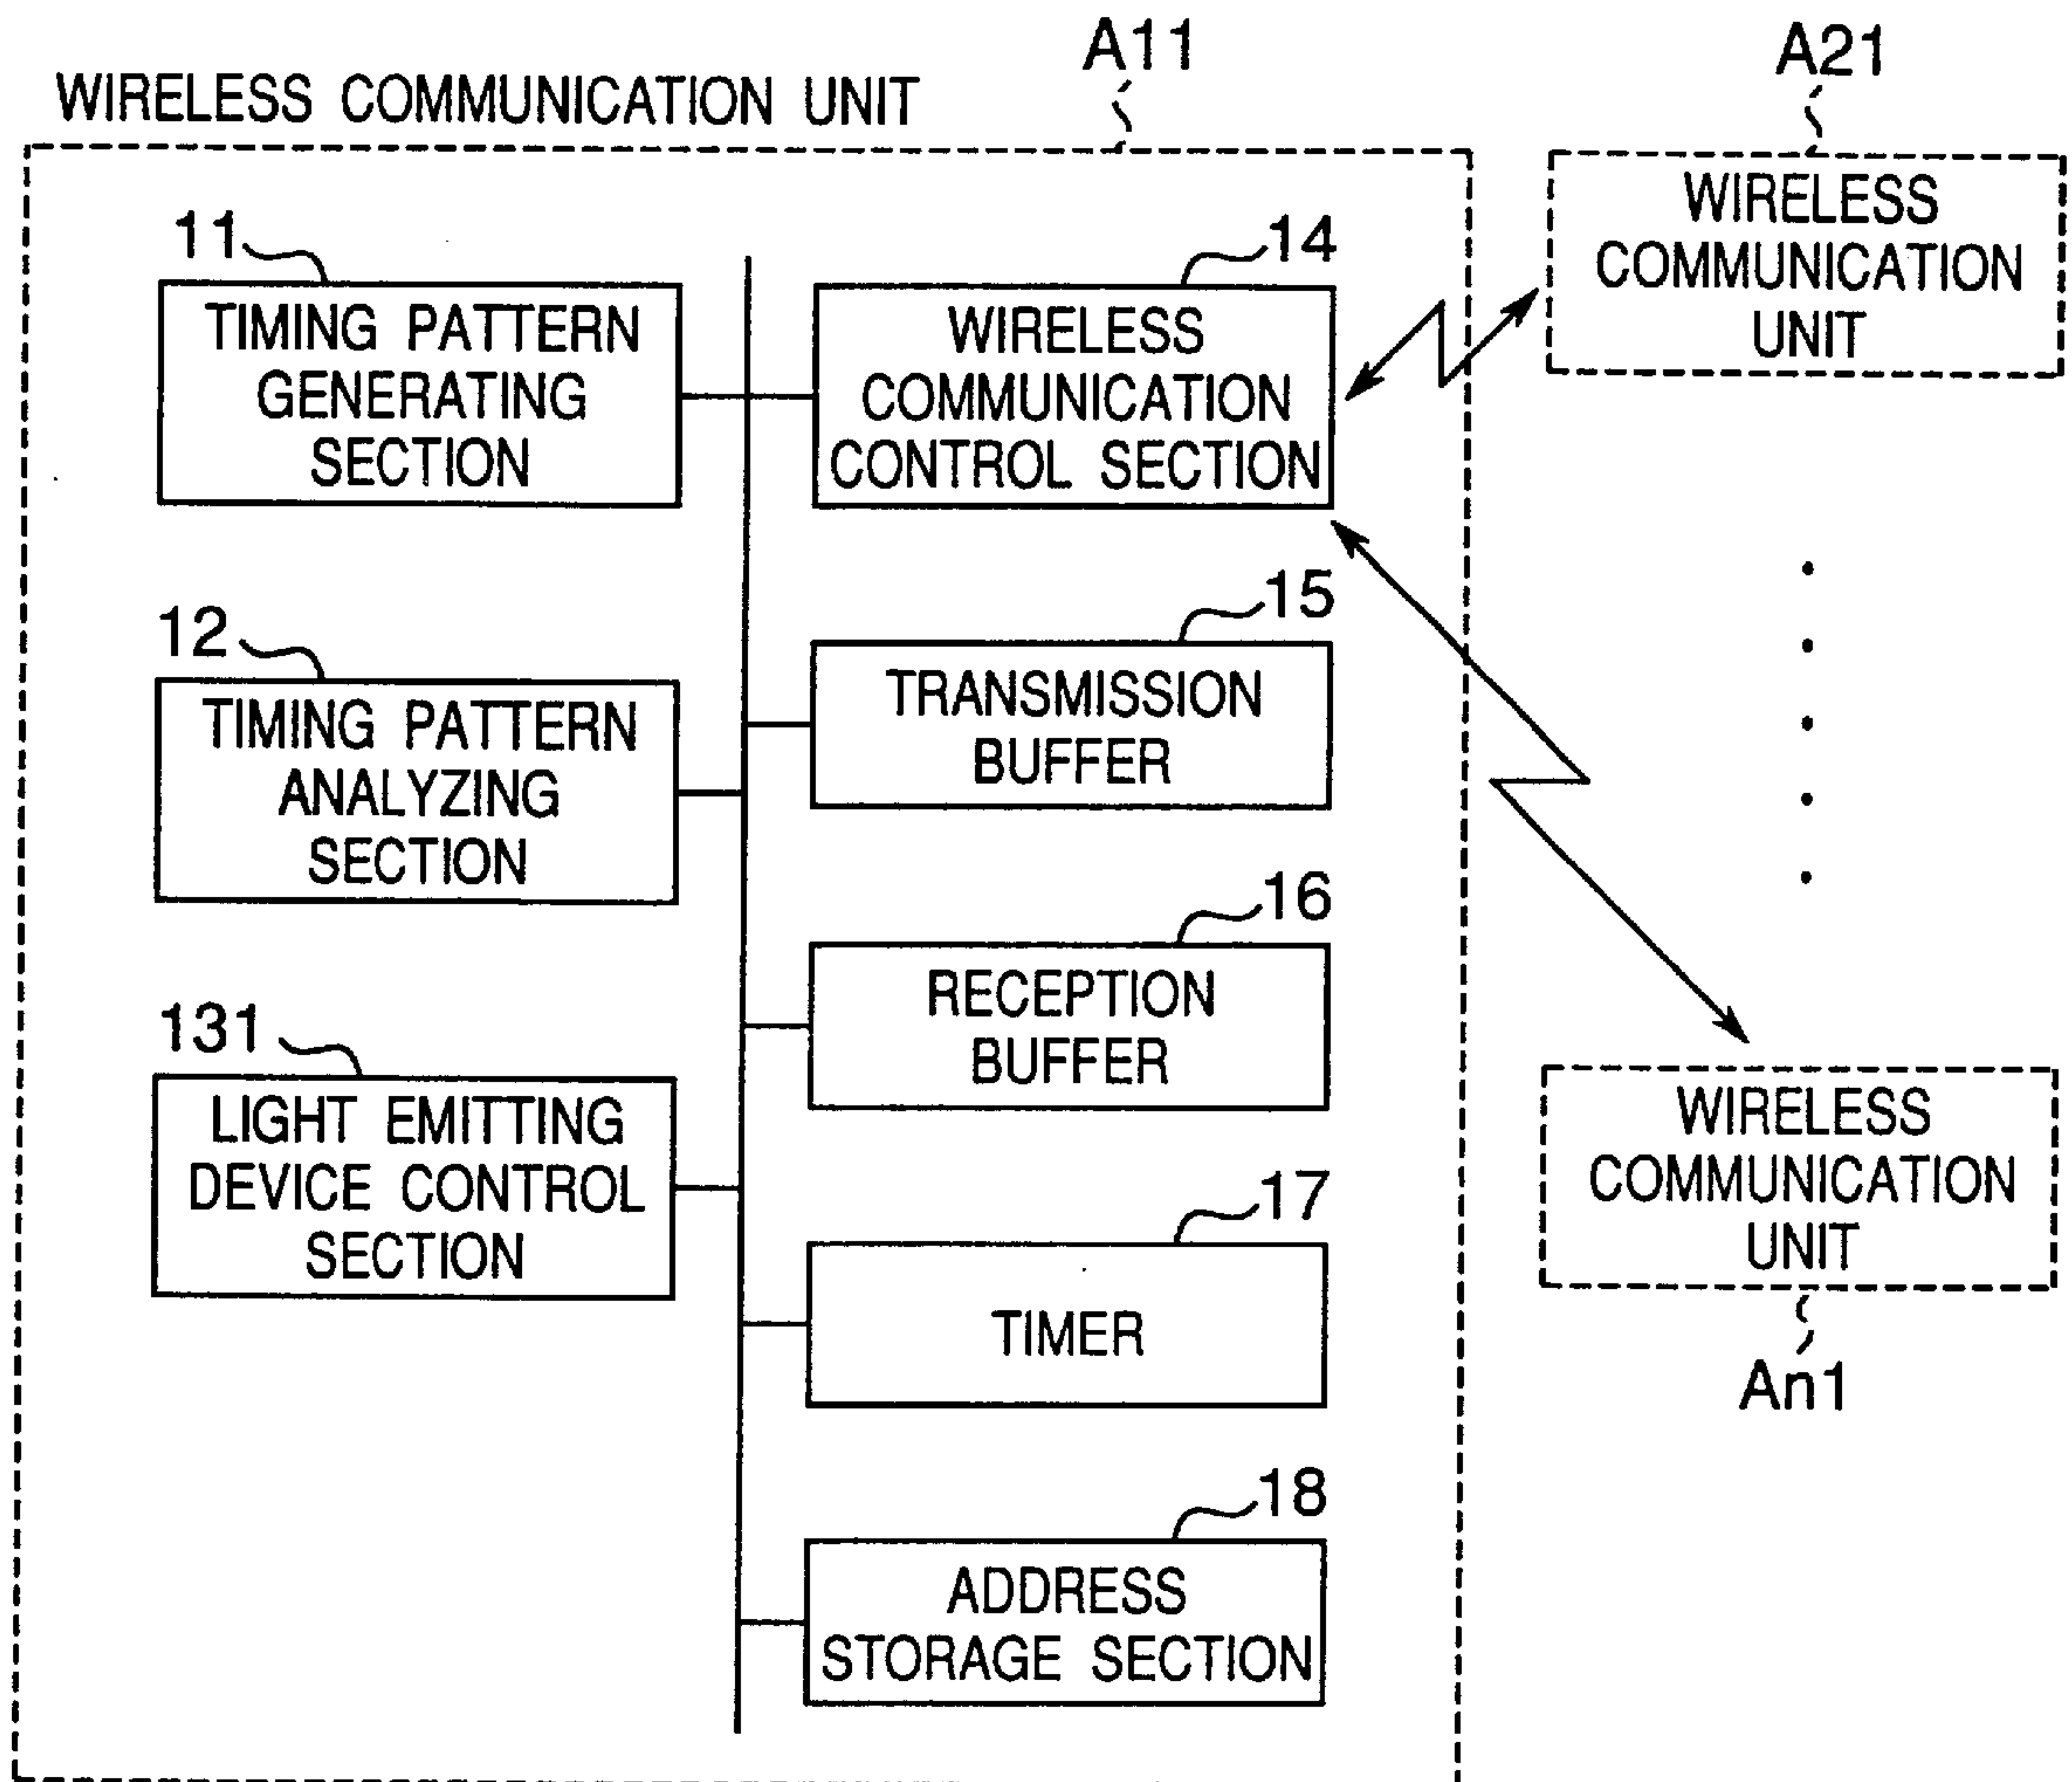 A11
A21
WIRELESS COMMUNICATION UNIT
WIRELESS
COMMUNICATION
UNIT
11
TIMING PATTERN
GENERATING
SECTION
14
WIRELESS
COMMUNICATION
CONTROL SECTION
12
TIMING PATTERN
ANALYZING
SECTION
15
TRANSMISSION
BUFFER
16
RECEPTION
BUFFER
131
LIGHT EMITTING
DEVICE CONTROL
SECTION
17
TIMER
18
ADDRESS
STORAGE SECTION
WIRELESS
COMMUNICATION
UNIT
An1